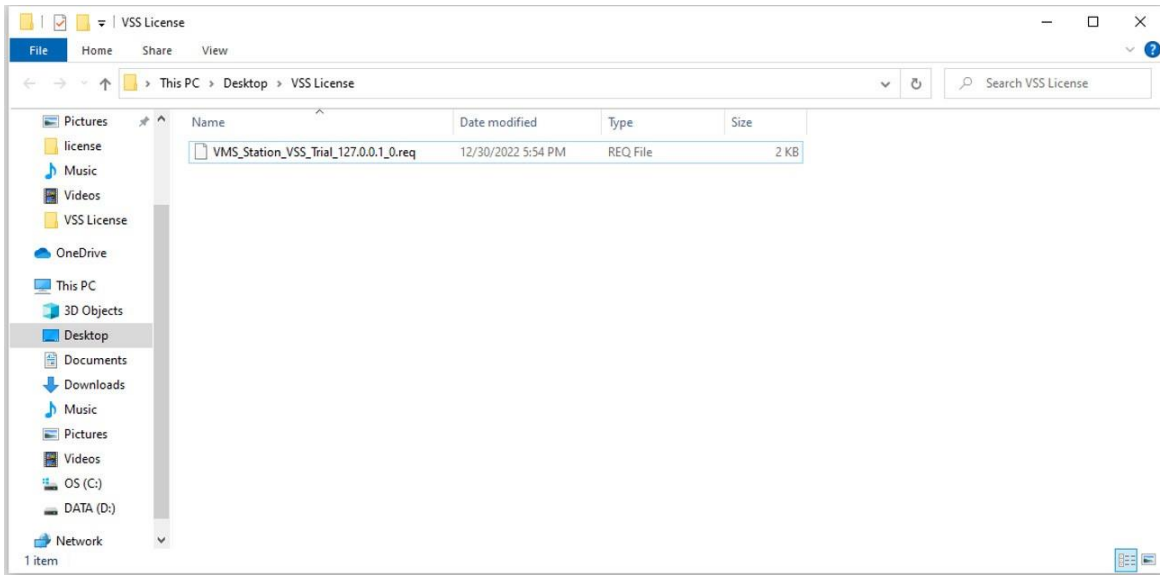 VSS License
File Home Share View
This PC > Desktop > VSS License
Search VSS License
Name Date modified Type Size
VMS_Station_VSS_Trial_127.0.0.1_0.req 12/30/2022 5:54 PM REQ File 2 KB
Pictures
license
Music
Videos
VSS License
OneDrive
This PC
3D Objects
Desktop
Documents
Downloads
Music
Pictures
Videos
OS (C:)
DATA (D:)
Network
1 item